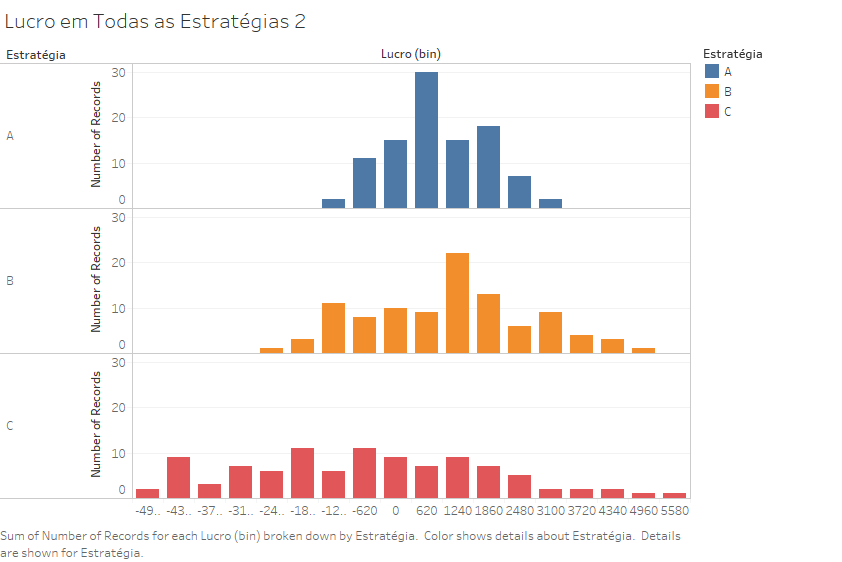 Lucro em Todas as Estratégias 2
Estratégia
Lucro (bin)
Estratégia
A
B
C
A
Number of Records
30
20
10
0
B
Number of Records
30
20
10
0
C
Number of Records
30
20
10
0
-49.. -43.. -37.. -31.. -24.. -18.. -12.. -620 0 620 1240 1860 2480 3100 3720 4340 4960 5580
Sum of Number of Records for each Lucro (bin) broken down by Estratégia. Color shows details about Estratégia. Details
are shown for Estratégia.